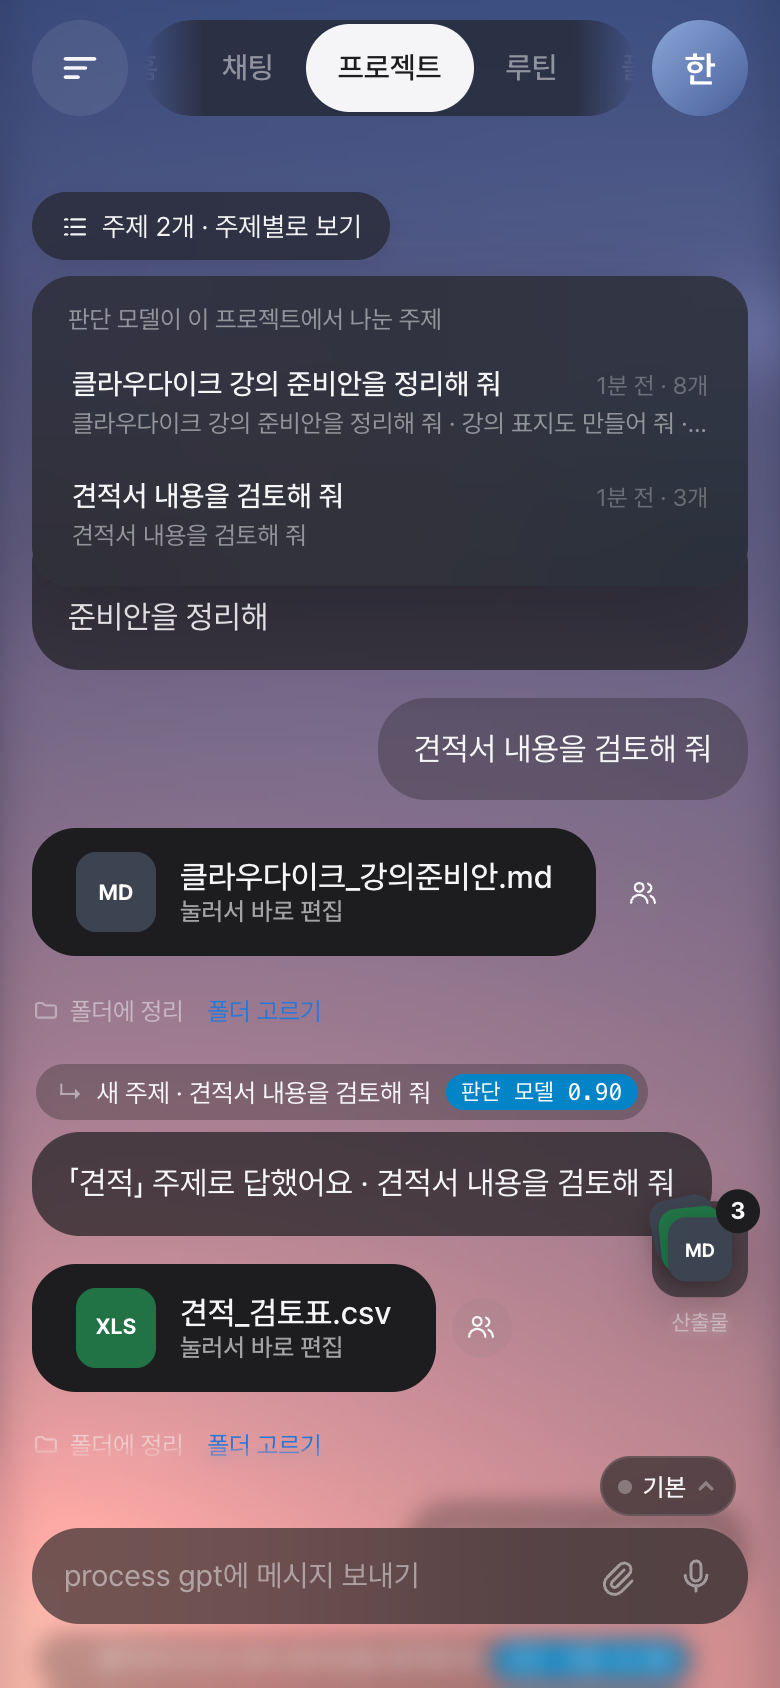 채팅
프로젝트
루틴
한
주제 2개 · 주제별로 보기
판단 모델이 이 프로젝트에서 나눈 주제
클라우다이크 강의 준비안을 정리해 줘
1분 전 · 8개
클라우다이크 강의 준비안을 정리해 줘 · 강의 표지도 만들어 줘 ·...
견적서 내용을 검토해 줘
1분 전 · 3개
견적서 내용을 검토해 줘
준비안을 정리해
견적서 내용을 검토해 줘
MD
클라우다이크_강의준비안.md
눌러서 바로 편집
폴더에 정리
폴더 고르기
새 주제 · 견적서 내용을 검토해 줘
판단 모델 0.90
「견적」 주제로 답했어요 · 견적서 내용을 검토해 줘
3
MD
산출물
XLS
견적_검토표.csv
눌러서 바로 편집
폴더에 정리
폴더 고르기
기본
process gpt에 메시지 보내기